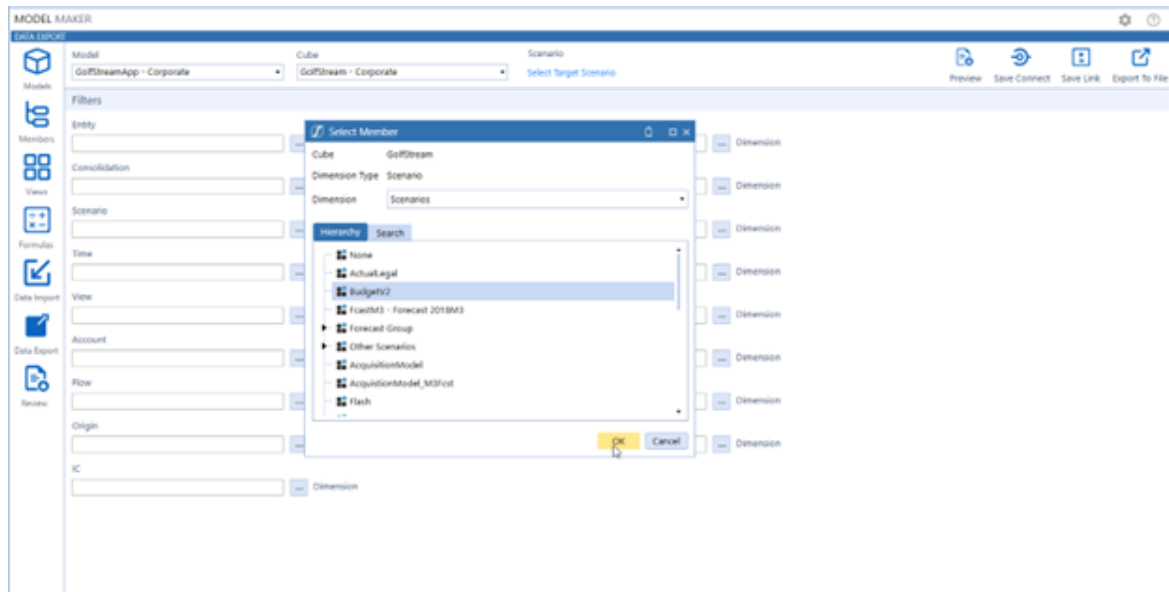 MODEL MAKER
DATA EXPORT
Models
Members
Views
Formulas
Data Import
Data Export
Review
Model Cube Scenario
GolfStreamApp - Corporate GolfStream - Corporate Select Target Scenario
Preview Save Connect Save Link Export To File
Filters
Entity
Dimension
Consolidation
Dimension
Scenario
Dimension
Time
Dimension
View
Dimension
Account
Dimension
Flow
Dimension
Origin
Dimension
IC
Dimension
Select Member
Cube GolfStream
Dimension Type Scenario
Dimension Scenarios
Hierarchy Search
None
ActualLegal
BudgetV2
FcastM3 - Forecast 2018M3
Forecast Group
Other Scenarios
AcquisitionModel
AcquistionModel_M3Fcst
Flash
OK Cancel